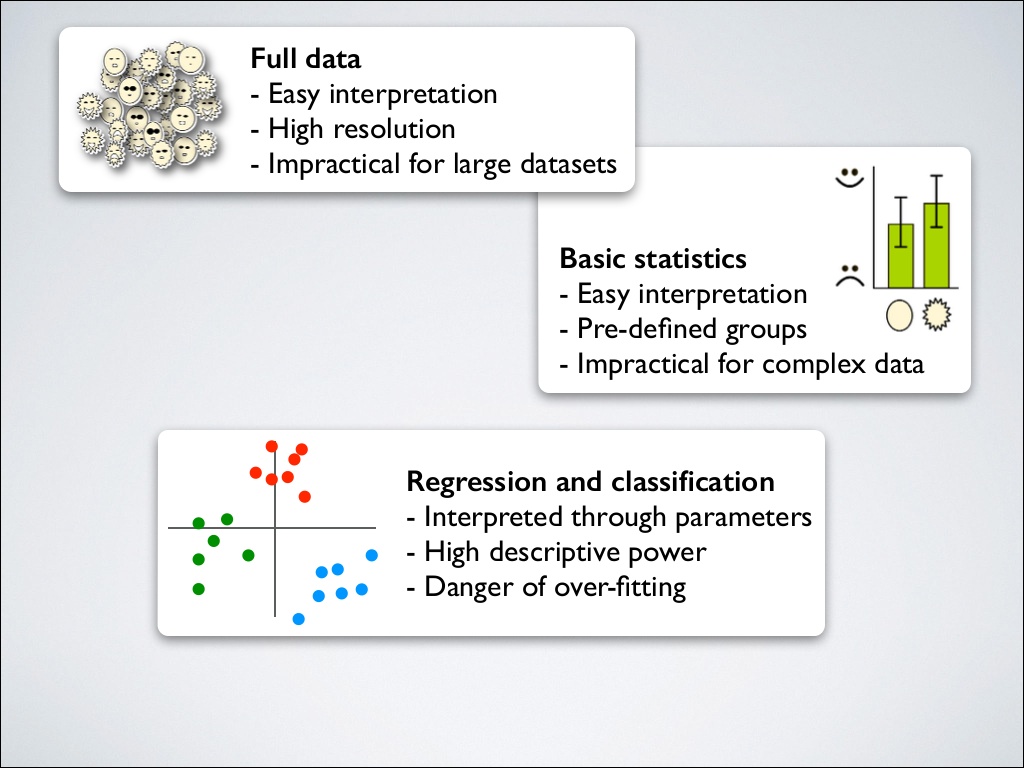 Full data
- Easy interpretation
- High resolution
- Impractical for large datasets
Basic statistics
- Easy interpretation
- Pre-defined groups
- Impractical for complex data
Regression and classification
- Interpreted through parameters
- High descriptive power
- Danger of over-fitting